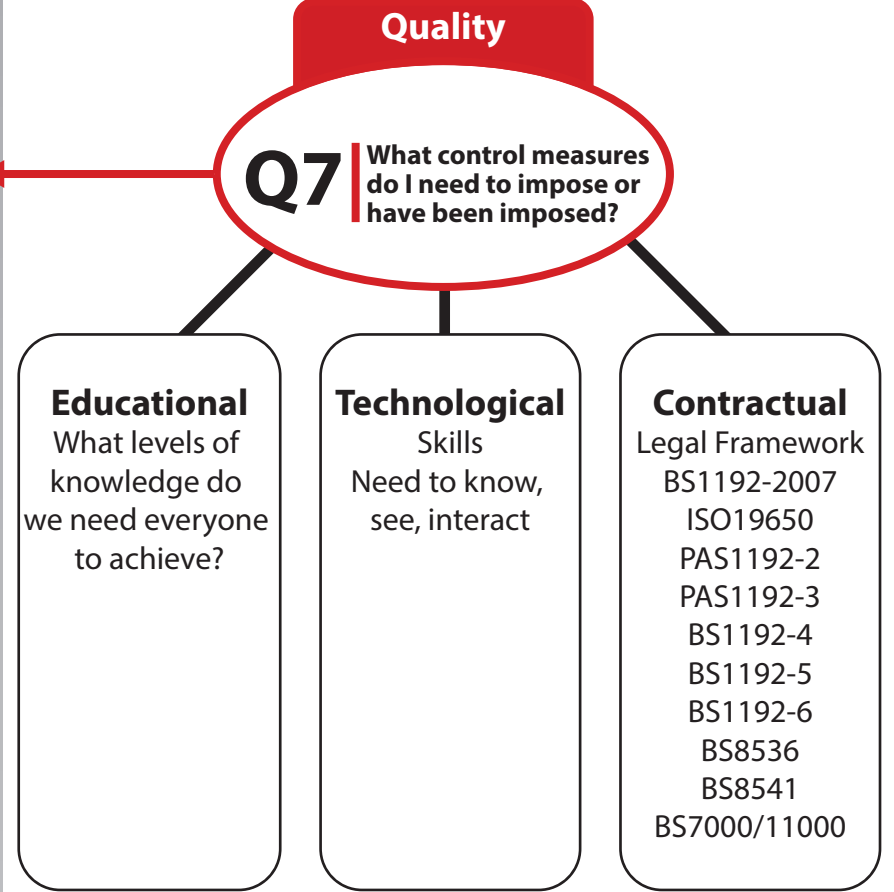 Quality
Q7
What control measures
do I need to impose or
have been imposed?
Educational
What levels of
knowledge do
we need everyone
to achieve?
Technological
Skills
Need to know,
see, interact
Contractual
Legal Framework
BS1192-2007
ISO19650
PAS1192-2
PAS1192-3
BS1192-4
BS1192-5
BS1192-6
BS8536
BS8541
BS7000/11000